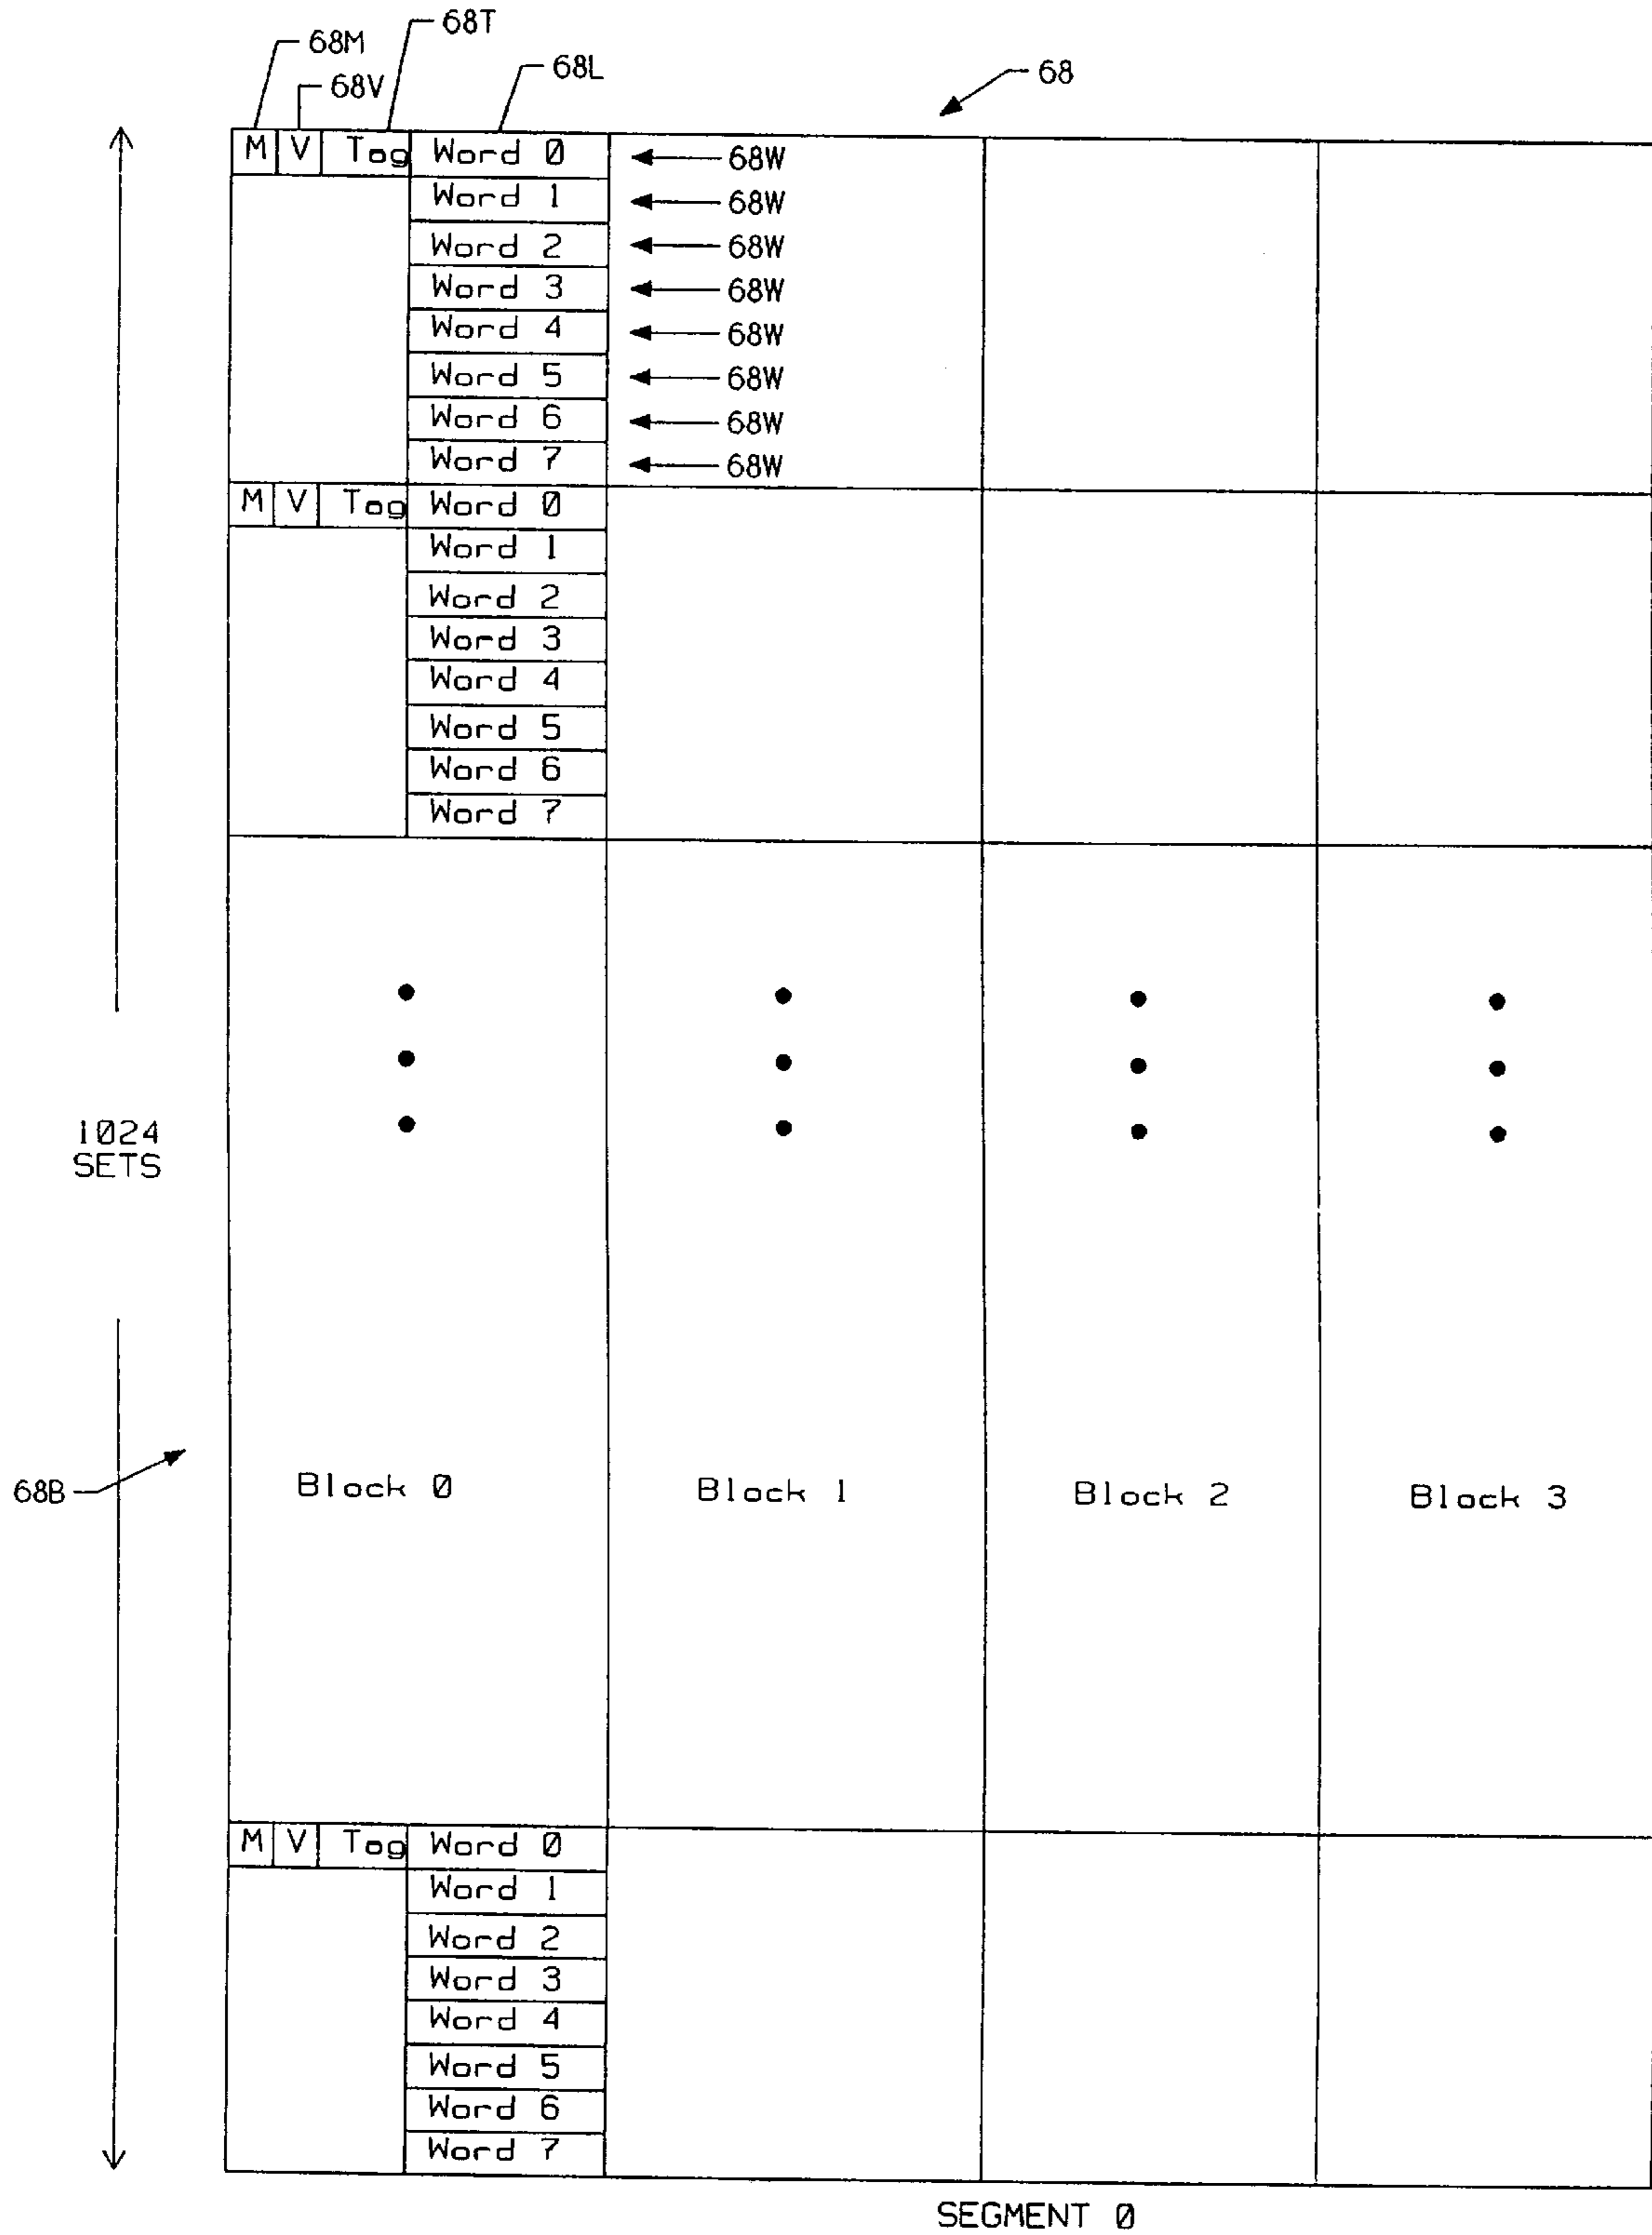 68M
68T
68V
68L
68
M V Tag Word 0 68W
Word 1 68W
Word 2 68W
Word 3 68W
Word 4 68W
Word 5 68W
Word 6 68W
Word 7 68W
M V Tag Word 0
Word 1
Word 2
Word 3
Word 4
Word 5
Word 6
Word 7
1024
SETS
68B
Block 0 Block 1 Block 2 Block 3
M V Tag Word 0
Word 1
Word 2
Word 3
Word 4
Word 5
Word 6
Word 7
SEGMENT 0